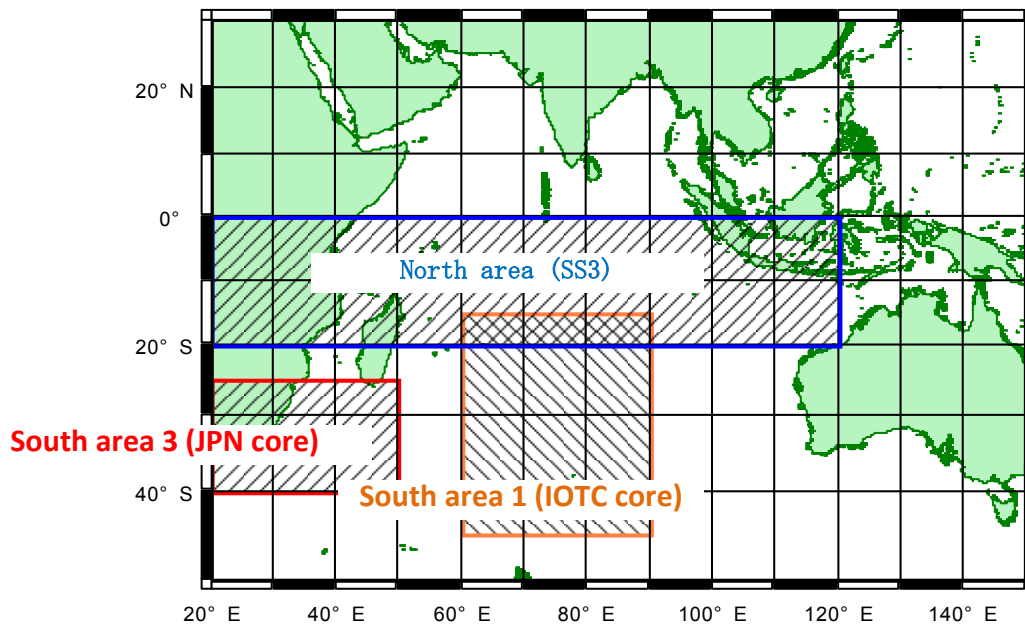 20° N
0°
North area (SS3)
20° S
South area 3 (JPN core)
South area 1 (IOTC core)
40° S
20° E
40° E
60° E
80° E
100° E
120° E
140° E